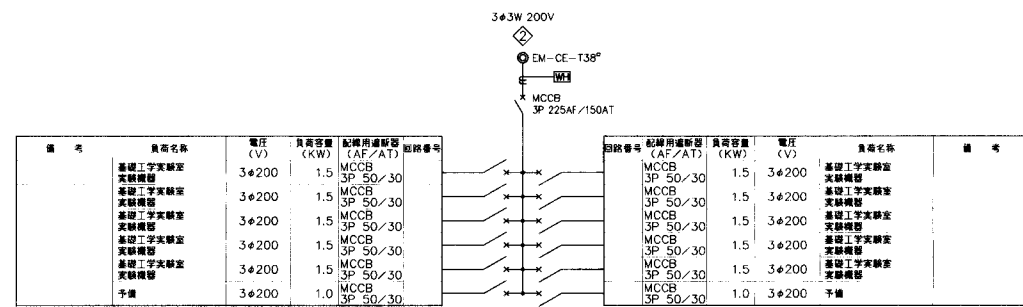 3φ3W 200V
2
EM-CE-T38□
WH
MCCB
3P 225AF/150AT
備 考 負荷名称 電圧(V) 負荷容量(KW) 配線用遮断器(AF/AT) 回路番号
基礎工学実験室 実験機器 3φ200 1.5 MCCB 3P 50/30
基礎工学実験室 実験機器 3φ200 1.5 MCCB 3P 50/30
基礎工学実験室 実験機器 3φ200 1.5 MCCB 3P 50/30
基礎工学実験室 実験機器 3φ200 1.5 MCCB 3P 50/30
基礎工学実験室 実験機器 3φ200 1.5 MCCB 3P 50/30
予備 3φ200 1.0 MCCB 3P 50/30
回路番号 配線用遮断器(AF/AT) 負荷容量(KW) 電圧(V) 負荷名称 備 考
MCCB 3P 50/30 1.5 3φ200 基礎工学実験室 実験機器
MCCB 3P 50/30 1.5 3φ200 基礎工学実験室 実験機器
MCCB 3P 50/30 1.5 3φ200 基礎工学実験室 実験機器
MCCB 3P 50/30 1.5 3φ200 基礎工学実験室 実験機器
MCCB 3P 50/30 1.5 3φ200 基礎工学実験室 実験機器
MCCB 3P 50/30 1.0 3φ200 予備